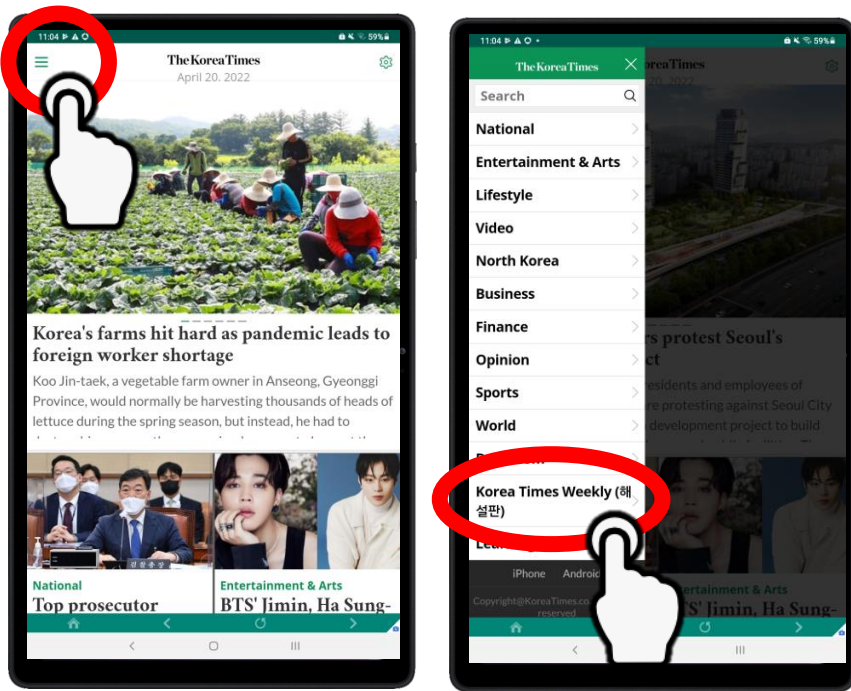 11:04
59%
The Korea Times
April 20. 2022
Korea's farms hit hard as pandemic leads to
foreign worker shortage
Koo Jin-taek, a vegetable farm owner in Anseong, Gyeonggi
Province, would normally be harvesting thousands of heads of
lettuce during the spring season, but instead, he had to
National
Top prosecutor
Entertainment & Arts
BTS' Jimin, Ha Sung-
11:04
59%
The Korea Times
Search
National
Entertainment & Arts
Lifestyle
Video
North Korea
Business
Finance
Opinion
Sports
World
Korea Times Weekly (해
설판)
iPhone Android
Copyright@KoreaTimes.co
reserved
oreaTimes
20, 2022
rs protest Seoul's
ct
residents and employees of
re protesting against Seoul City
development project to build
ertainment & Arts
S' Jimin, Ha Sung-